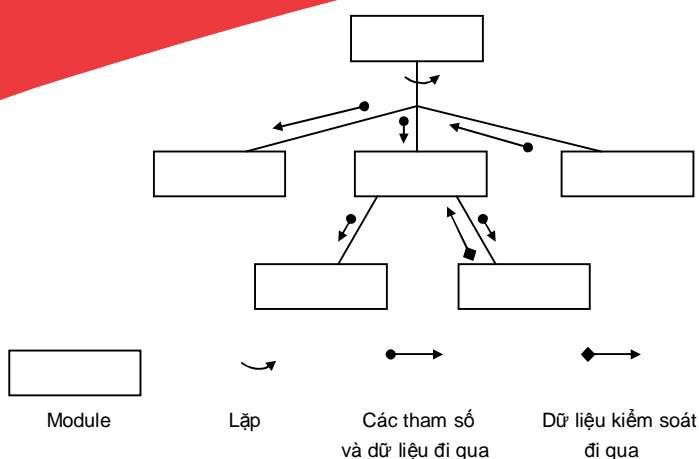 Module
Lặp
Các tham số
và dữ liệu đi qua
Dữ liệu kiểm soát
đi qua